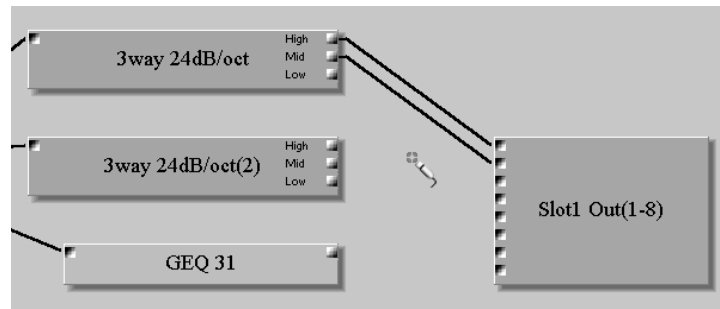 3way 24dB/oct
High
Mid
Low
3way 24dB/oct(2)
High
Mid
Low
GEQ 31
Slot1 Out(1-8)